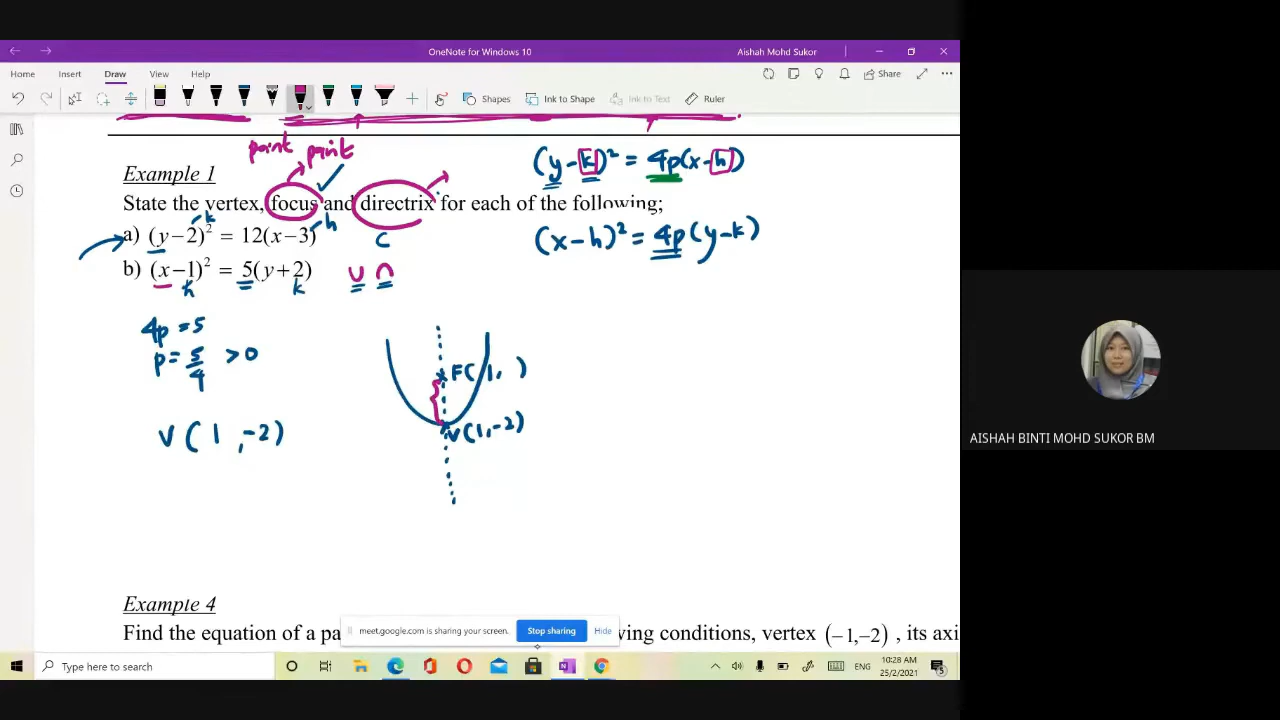 OneNote for Windows 10
Aishah Mohd Sukor
Home Insert Draw View Help
Share
Shapes
Ink to Shape
Ink to Text
Ruler
point point
(y-k)² = 4p(x-h)
Example 1
State the vertex, focus and directrix for each of the following;
k
h
a) (y−2)² = 12(x−3)
c
(x-h)² = 4p(y-k)
b) (x−1)² = 5(y+2)
∪ ∩
h
k
4p = 5
p = 5/4 > 0
F(1, )
V(1,-2)
V(1,-2)
AISHAH BINTI MOHD SUKOR BM
Example 4
Find the equation of a pa
wing conditions, vertex (−1,−2) , its axi
meet.google.com is sharing your screen.
Stop sharing
Hide
Type here to search
ENG
10:28 AM
25/2/2021
5